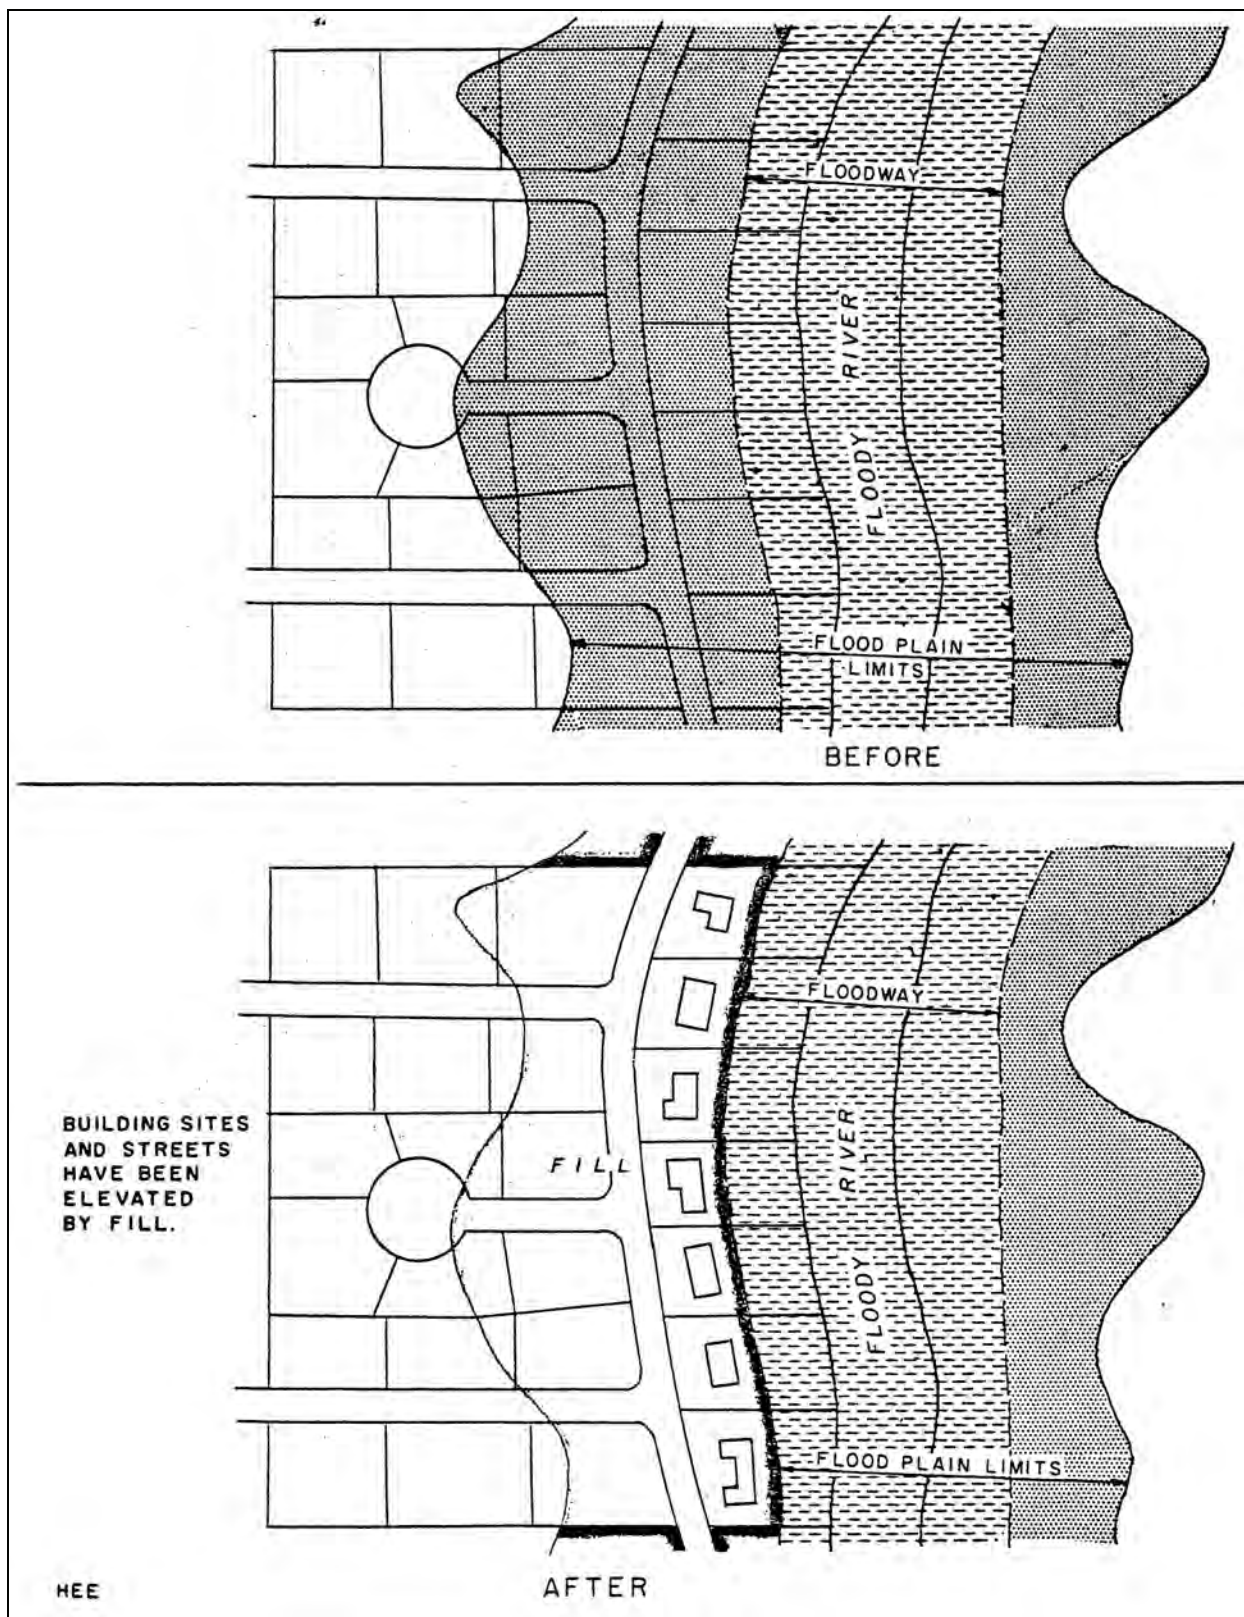 FLOODWAY
FLOODY RIVER
FLOOD PLAIN
LIMITS
BEFORE
FLOODWAY
BUILDING SITES
AND STREETS
HAVE BEEN
ELEVATED
BY FILL.
FILL
FLOODY RIVER
FLOOD PLAIN LIMITS
HEE
AFTER